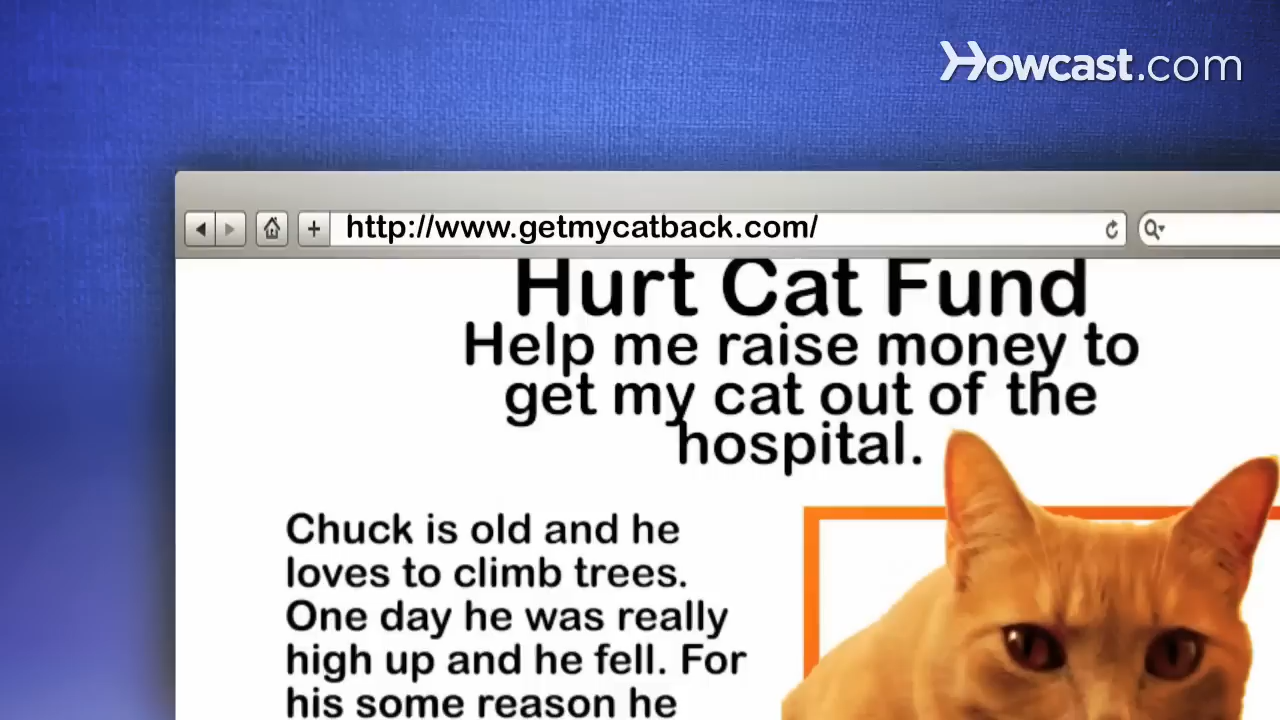 Howcast.com
http://www.getmycatback.com/
Hurt Cat Fund
Help me raise money to
get my cat out of the
hospital.
Chuck is old and he
loves to climb trees.
One day he was really
high up and he fell. For
his some reason he